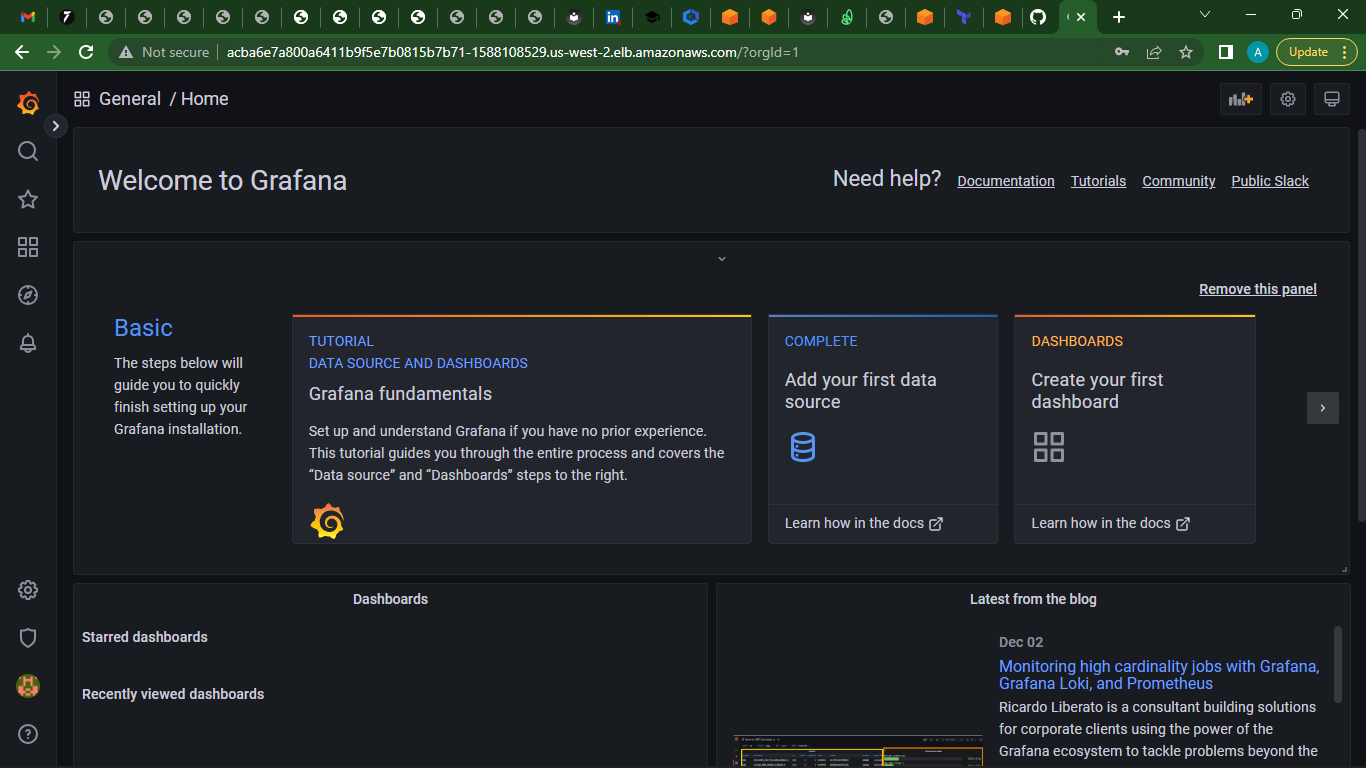 Not secure
acba6e7a800a6411b9f5e7b0815b7b71-1588108529.us-west-2.elb.amazonaws.com/?orgId=1
A
Update
General / Home
Welcome to Grafana
Need help?
Documentation
Tutorials
Community
Public Slack
Remove this panel
Basic
The steps below will
guide you to quickly
finish setting up your
Grafana installation.
TUTORIAL
DATA SOURCE AND DASHBOARDS
Grafana fundamentals
Set up and understand Grafana if you have no prior experience.
This tutorial guides you through the entire process and covers the
“Data source” and “Dashboards” steps to the right.
COMPLETE
Add your first data
source
Learn how in the docs
DASHBOARDS
Create your first
dashboard
Learn how in the docs
Dashboards
Starred dashboards
Recently viewed dashboards
Latest from the blog
Dec 02
Monitoring high cardinality jobs with Grafana,
Grafana Loki, and Prometheus
Ricardo Liberato is a consultant building solutions
for corporate clients using the power of the
Grafana ecosystem to tackle problems beyond the